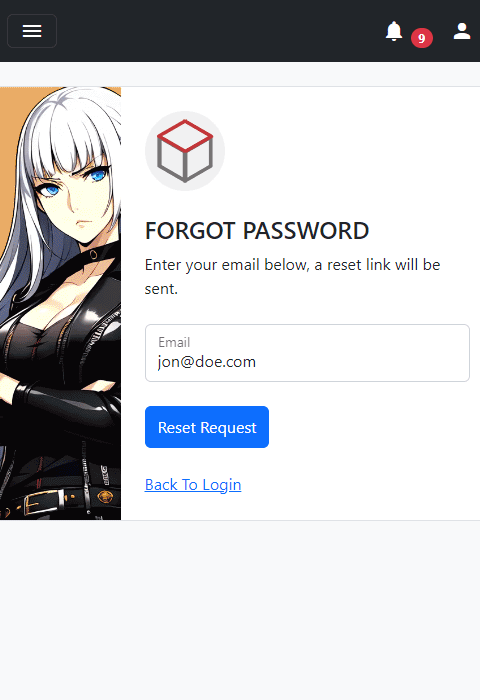 9
FORGOT PASSWORD
Enter your email below, a reset link will be
sent.
Email
jon@doe.com
Reset Request
Back To Login